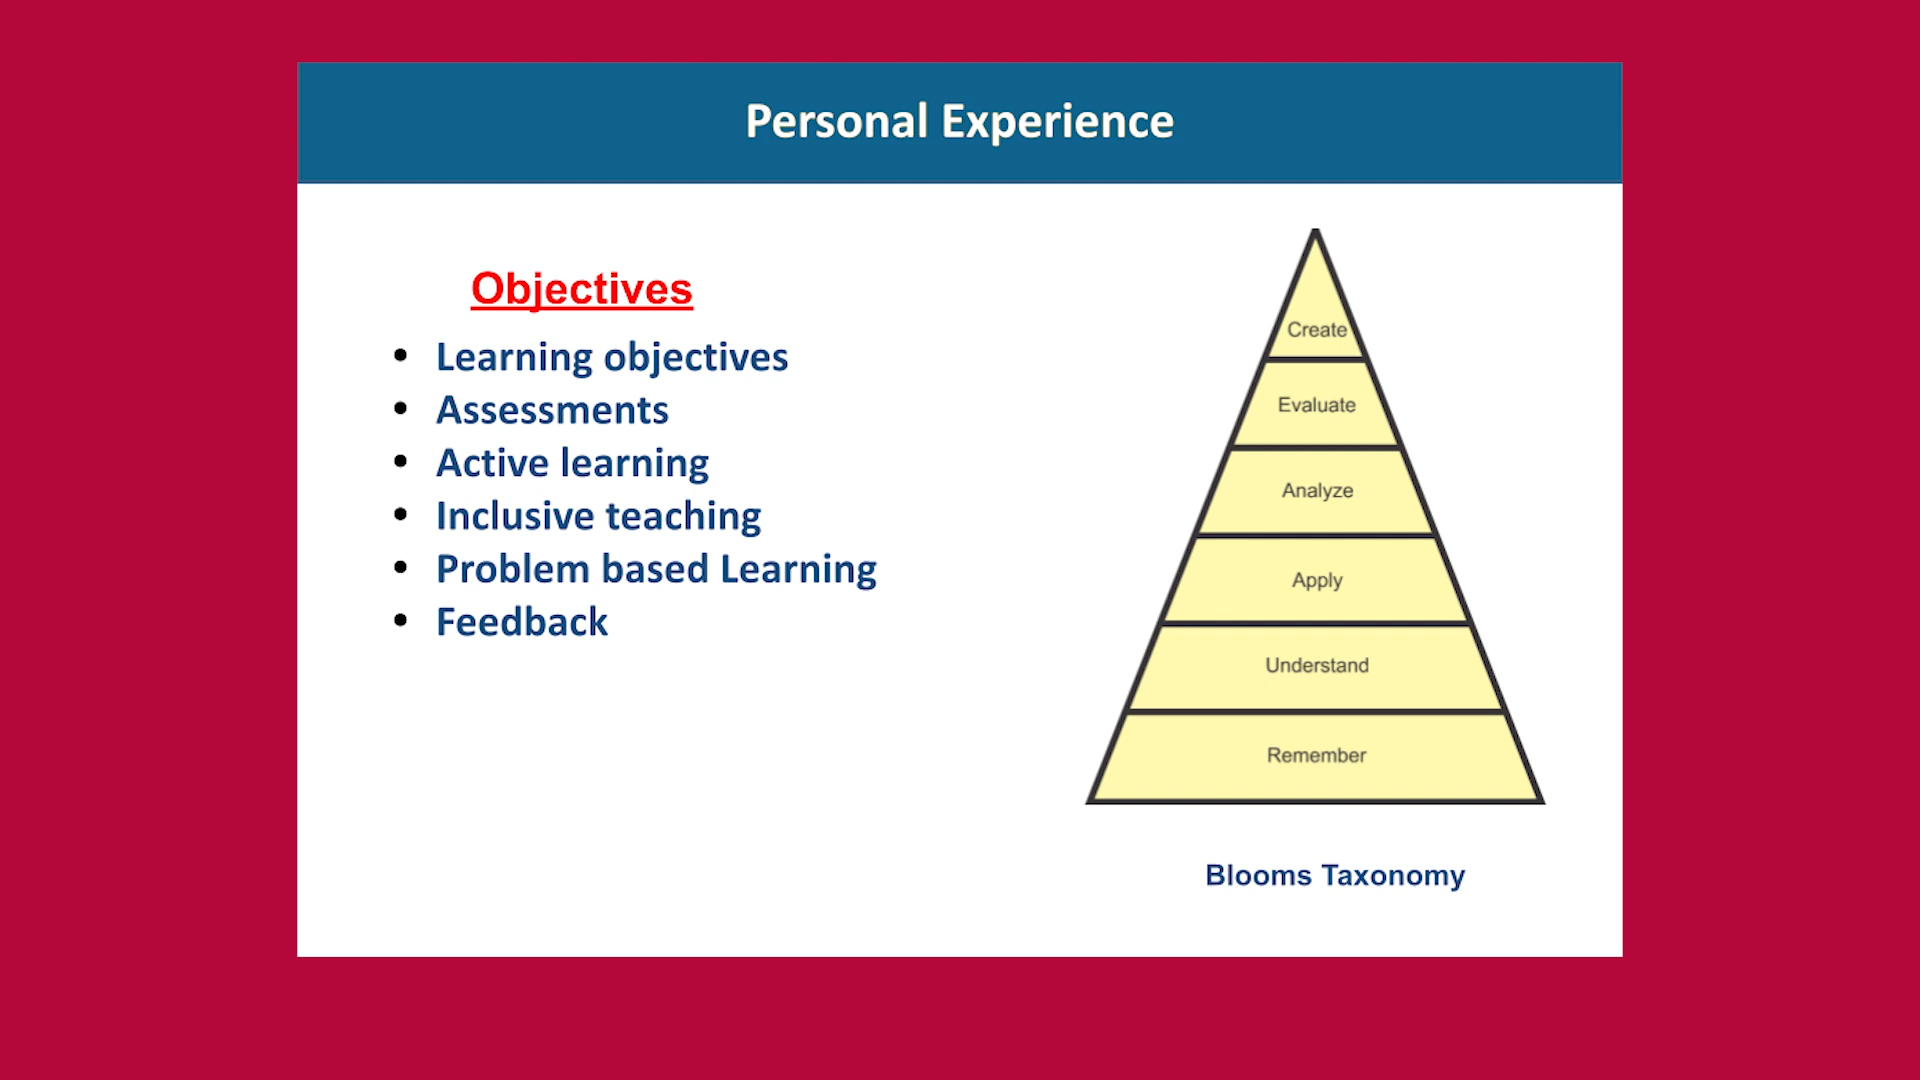 Personal Experience
Objectives
• Learning objectives
• Assessments
• Active learning
• Inclusive teaching
• Problem based Learning
• Feedback
Create
Evaluate
Analyze
Apply
Understand
Remember
Blooms Taxonomy